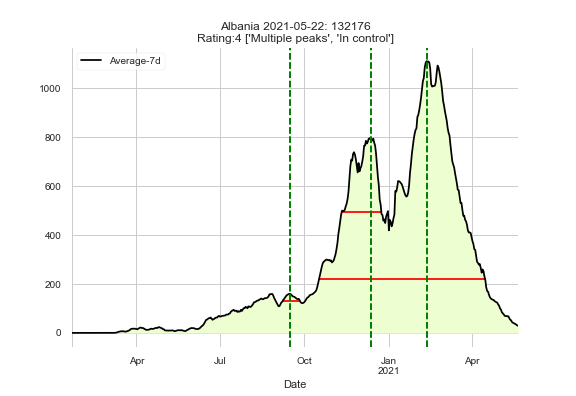 Albania 2021-05-22: 132176
Rating:4 ['Multiple peaks', 'In control']
Average-7d
1000
800
600
400
200
0
Apr Jul Oct Jan Apr
2021
Date